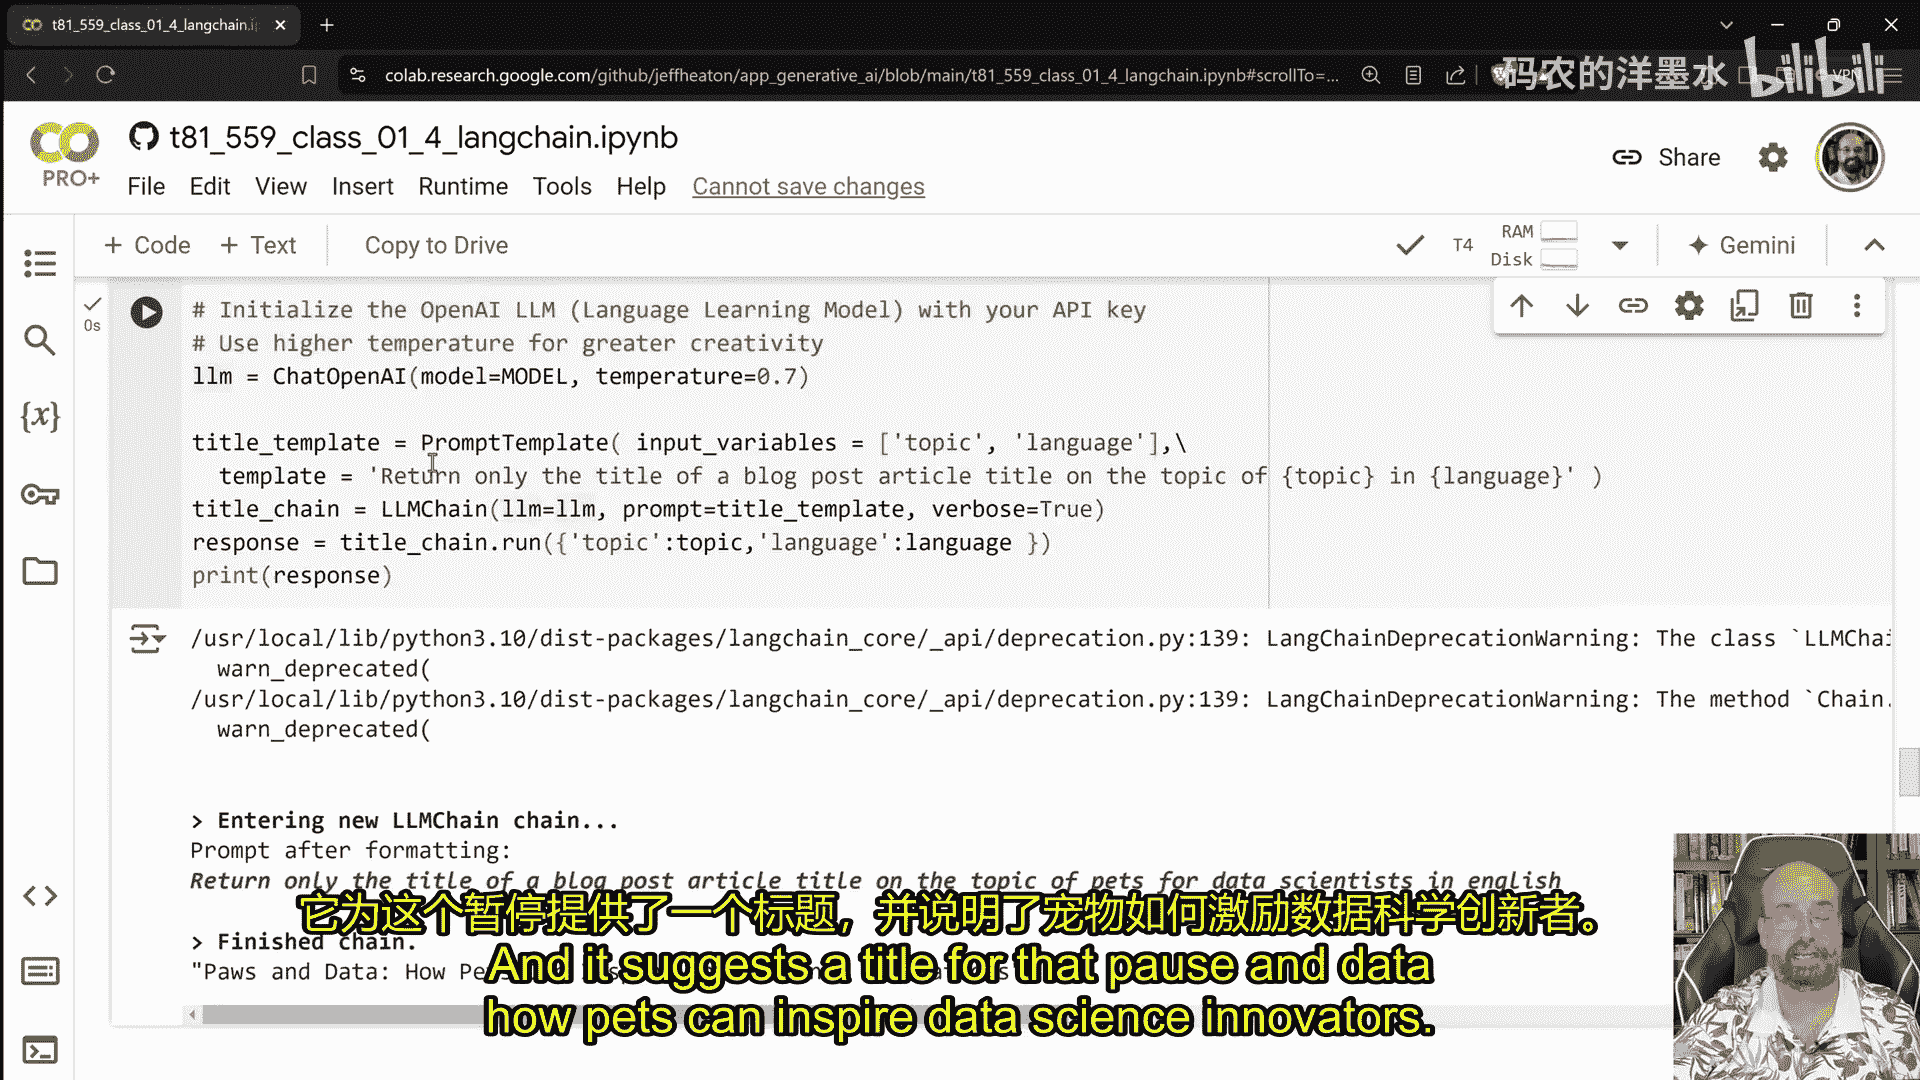 t81_559_class_01_4_langchain.i
colab.research.google.com/github/jeffheaton/app_generative_ai/blob/main/t81_559_class_01_4_langchain.ipynb#scrollTo=...
码农的洋墨水
bilibili
VPN
CO
PRO+
t81_559_class_01_4_langchain.ipynb
Share
File Edit View Insert Runtime Tools Help Cannot save changes
+ Code + Text Copy to Drive
T4
RAM
Disk
Gemini
0s
# Initialize the OpenAI LLM (Language Learning Model) with your API key
# Use higher temperature for greater creativity
llm = ChatOpenAI(model=MODEL, temperature=0.7)
title_template = PromptTemplate( input_variables = ['topic', 'language'],\
template = 'Return only the title of a blog post article title on the topic of {topic} in {language}' )
title_chain = LLMChain(llm=llm, prompt=title_template, verbose=True)
response = title_chain.run({'topic':topic,'language':language })
print(response)
/usr/local/lib/python3.10/dist-packages/langchain_core/_api/deprecation.py:139: LangChainDeprecationWarning: The class `LLMChai
warn_deprecated(
/usr/local/lib/python3.10/dist-packages/langchain_core/_api/deprecation.py:139: LangChainDeprecationWarning: The method `Chain.
warn_deprecated(
> Entering new LLMChain chain...
Prompt after formatting:
Return only the title of a blog post article title on the topic of pets for data scientists in english
它为这个暂停提供了一个标题，并说明了宠物如何激励数据科学创新者。
> Finished chain.
"Paws and Data: How Pe
And it suggests a title for that pause and data
how pets can inspire data science innovators.